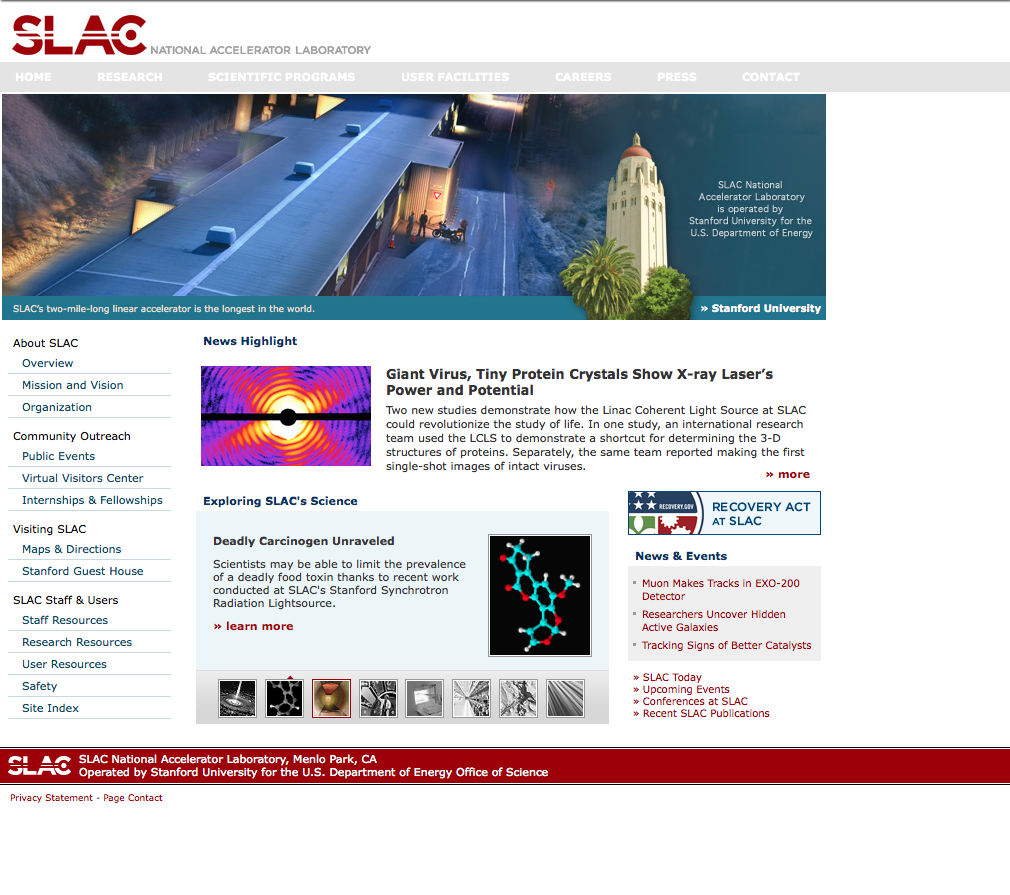 SLAC NATIONAL ACCELERATOR LABORATORY
HOME RESEARCH SCIENTIFIC PROGRAMS USER FACILITIES CAREERS PRESS CONTACT
SLAC National
Accelerator Laboratory
is operated by
Stanford University for the
U.S. Department of Energy
SLAC's two-mile-long linear accelerator is the longest in the world.
» Stanford University
About SLAC
Overview
Mission and Vision
Organization
Community Outreach
Public Events
Virtual Visitors Center
Internships & Fellowships
Visiting SLAC
Maps & Directions
Stanford Guest House
SLAC Staff & Users
Staff Resources
Research Resources
User Resources
Safety
Site Index
News Highlight
Giant Virus, Tiny Protein Crystals Show X-ray Laser's
Power and Potential
Two new studies demonstrate how the Linac Coherent Light Source at SLAC
could revolutionize the study of life. In one study, an international research
team used the LCLS to demonstrate a shortcut for determining the 3-D
structures of proteins. Separately, the same team reported making the first
single-shot images of intact viruses.
» more
Exploring SLAC's Science
Deadly Carcinogen Unraveled
Scientists may be able to limit the prevalence
of a deadly food toxin thanks to recent work
conducted at SLAC's Stanford Synchrotron
Radiation Lightsource.
» learn more
RECOVERY.GOV
RECOVERY ACT
AT SLAC
News & Events
Muon Makes Tracks in EXO-200
Detector
Researchers Uncover Hidden
Active Galaxies
Tracking Signs of Better Catalysts
» SLAC Today
» Upcoming Events
» Conferences at SLAC
» Recent SLAC Publications
SLAC
SLAC National Accelerator Laboratory, Menlo Park, CA
Operated by Stanford University for the U.S. Department of Energy Office of Science
Privacy Statement - Page Contact